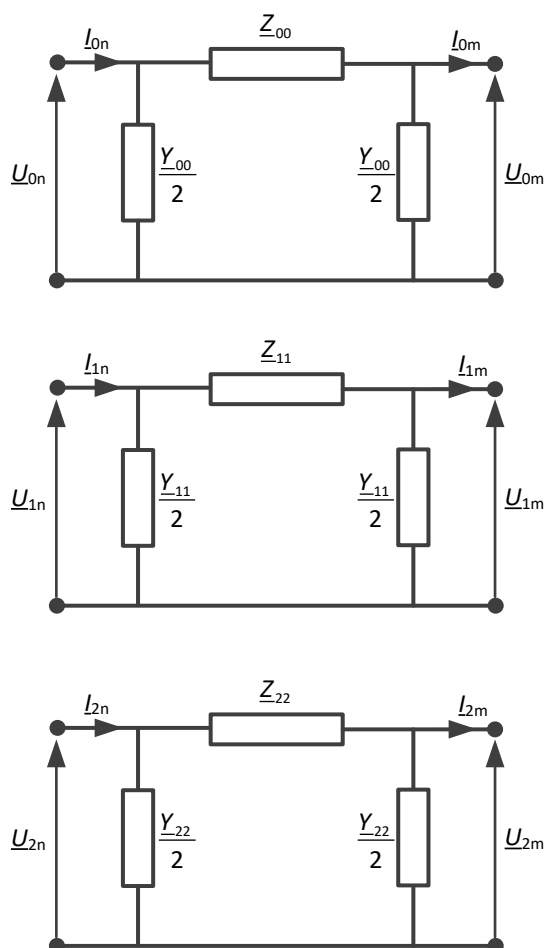 I0n Z00 I0m
U0n Y00/2 Y00/2 U0m
I1n Z11 I1m
U1n Y11/2 Y11/2 U1m
I2n Z22 I2m
U2n Y22/2 Y22/2 U2m